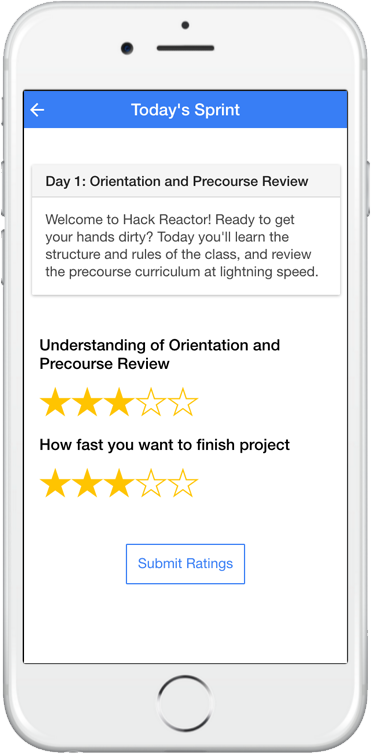 Today's Sprint
Day 1: Orientation and Precourse Review
Welcome to Hack Reactor! Ready to get
your hands dirty? Today you'll learn the
structure and rules of the class, and review
the precourse curriculum at lightning speed.
Understanding of Orientation and
Precourse Review
How fast you want to finish project
Submit Ratings